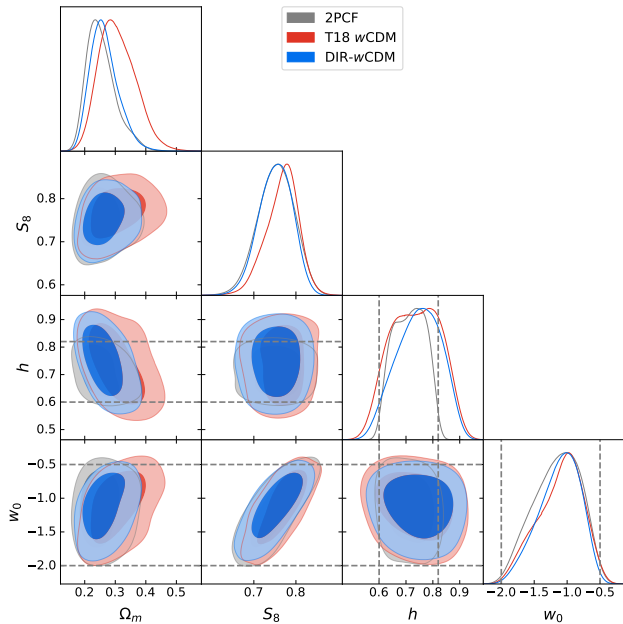 2PCF
T18 wCDM
DIR-wCDM
S₈
0.8
0.7
0.6
h
0.9
0.8
0.7
0.6
0.5
w₀
−0.5
−1.0
−1.5
−2.0
0.2 0.3 0.4 0.5
0.7 0.8
0.6 0.7 0.8 0.9
−2.0 −1.5 −1.0 −0.5
Ωₘ
S₈
h
w₀